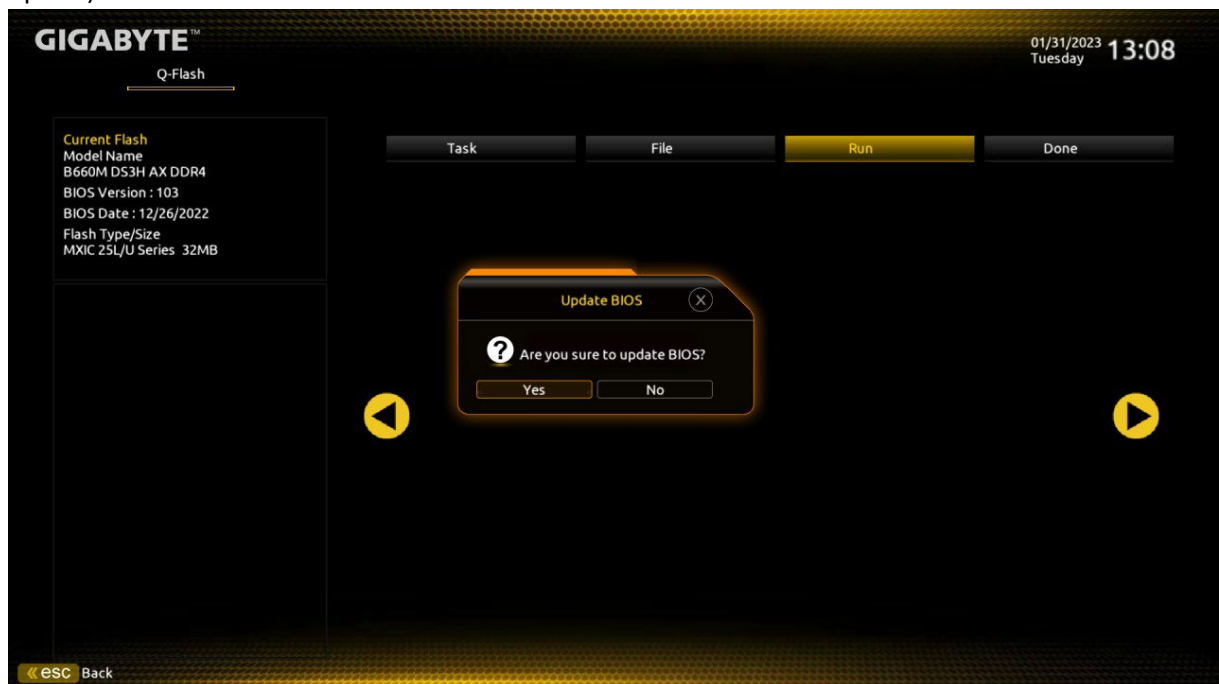 GIGABYTE™
Q-Flash
01/31/2023
Tuesday
13:08
Current Flash
Model Name
B660M DS3H AX DDR4
BIOS Version : 103
BIOS Date : 12/26/2022
Flash Type/Size
MXIC 25L/U Series 32MB
Task
File
Run
Done
Update BIOS
X
? Are you sure to update BIOS?
Yes
No
esc Back